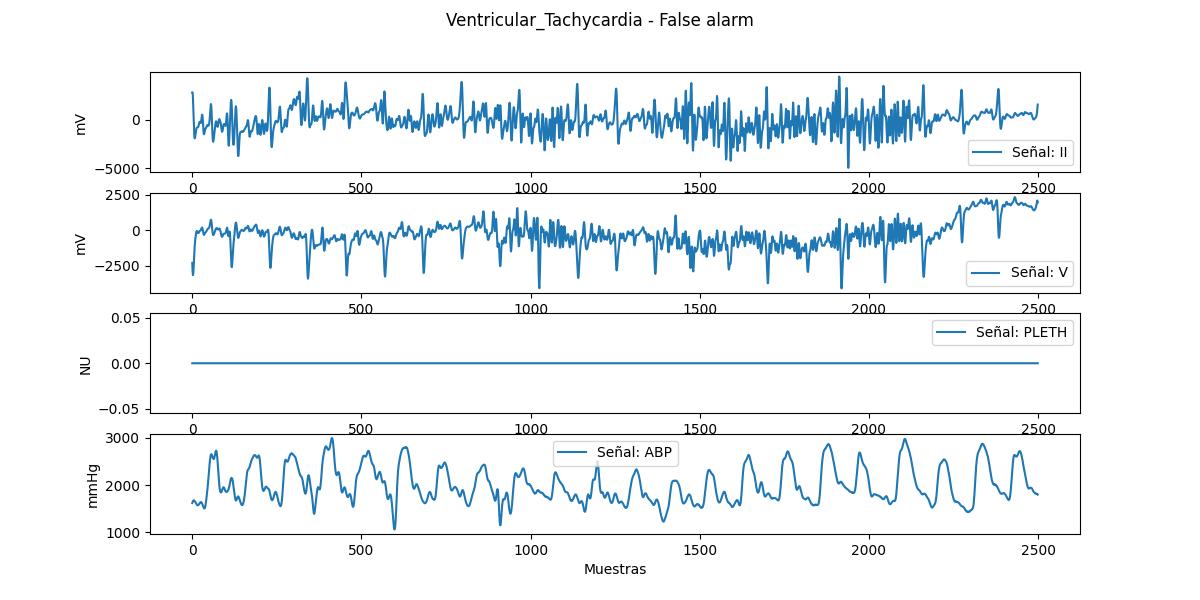 Ventricular_Tachycardia - False alarm
mV
0
−5000
Señal: II
0 500 1000 1500 2000 2500
mV
2500
0
−2500
Señal: V
0 500 1000 1500 2000 2500
NU
0.05
0.00
−0.05
Señal: PLETH
0 500 1000 1500 2000 2500
mmHg
3000
2000
1000
Señal: ABP
0 500 1000 1500 2000 2500
Muestras